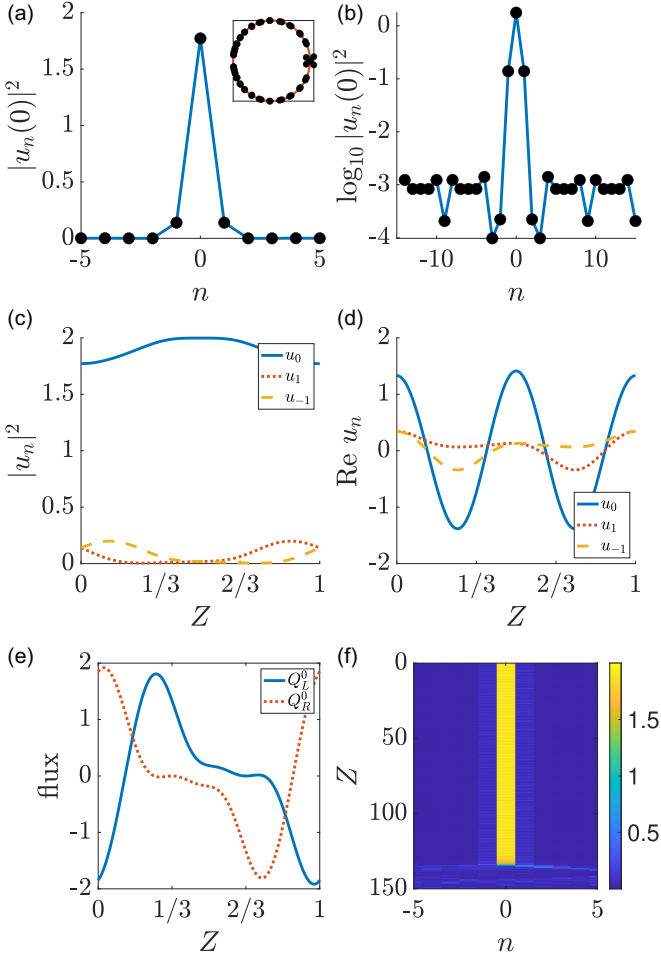 (a)
2
1.5
1
0.5
0
-5
0
5
|u_n(0)|^2
n
(b)
0
-1
-2
-3
-4
-10
0
10
log_10 |u_n(0)|^2
n
(c)
2
1.5
1
0.5
0
0
1/3
2/3
1
|u_n|^2
Z
u_0
u_1
u_{-1}
(d)
2
1
0
-1
-2
0
1/3
2/3
1
Re u_n
Z
u_0
u_1
u_{-1}
(e)
2
1
0
-1
-2
0
1/3
2/3
1
flux
Z
Q_L^0
Q_R^0
(f)
0
50
100
150
-5
0
5
Z
n
1.5
1
0.5